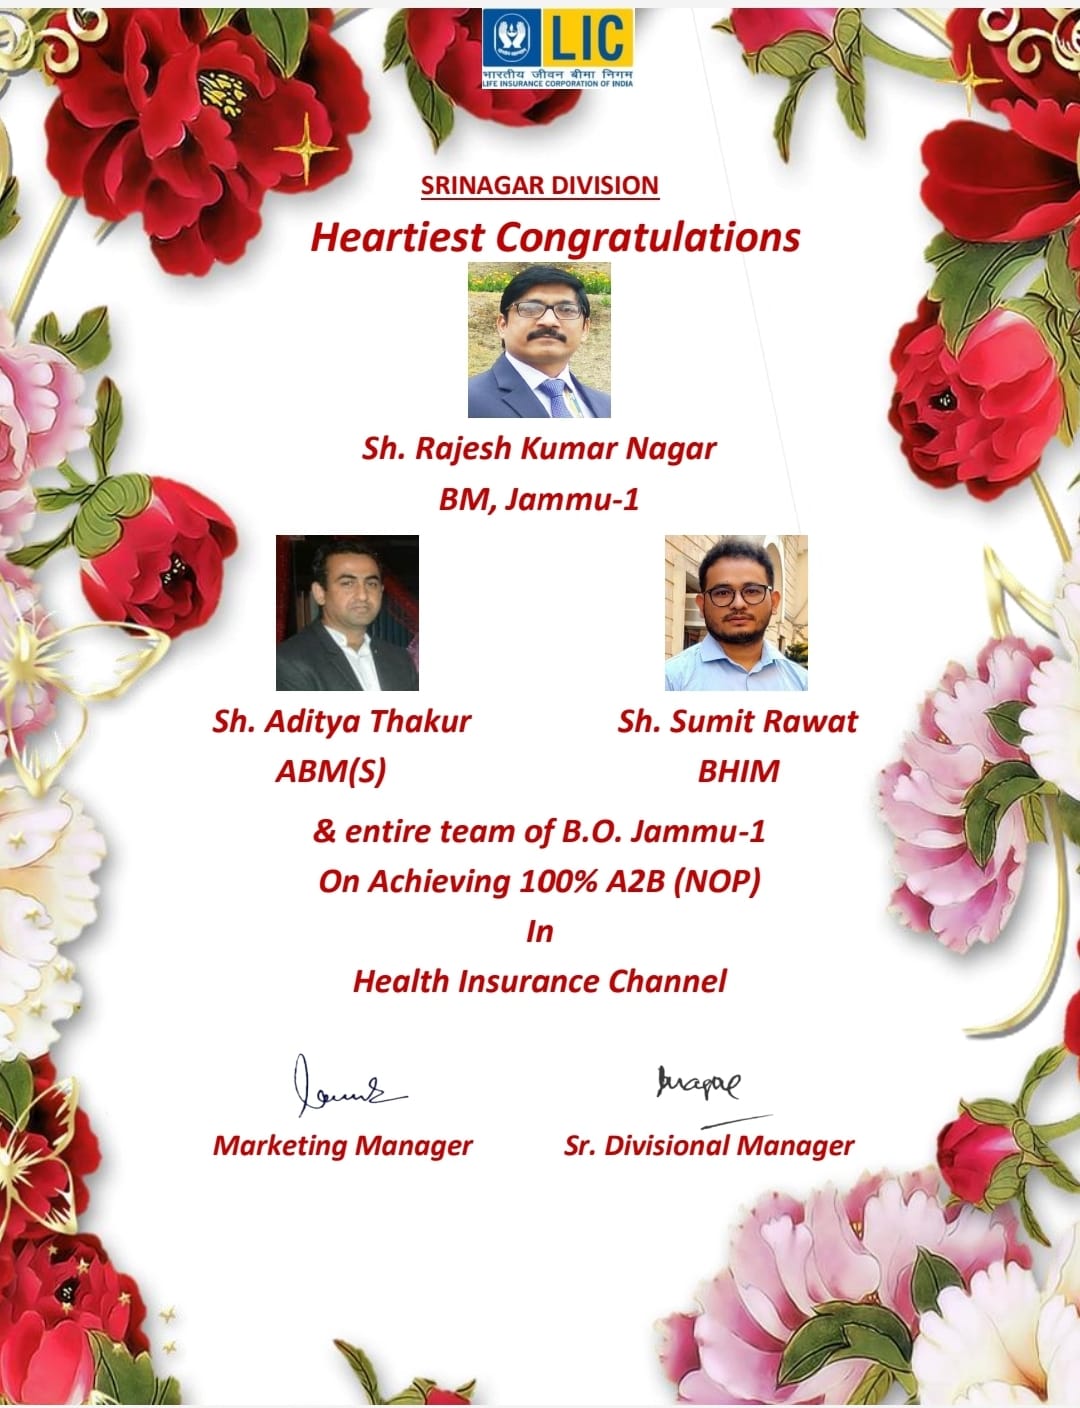 LIC
भारतीय जीवन बीमा निगम
LIFE INSURANCE CORPORATION OF INDIA
SRINAGAR DIVISION
Heartiest Congratulations
Sh. Rajesh Kumar Nagar
BM, Jammu-1
Sh. Aditya Thakur Sh. Sumit Rawat
ABM(S) BHIM
& entire team of B.O. Jammu-1
On Achieving 100% A2B (NOP)
In
Health Insurance Channel
Marketing Manager Sr. Divisional Manager